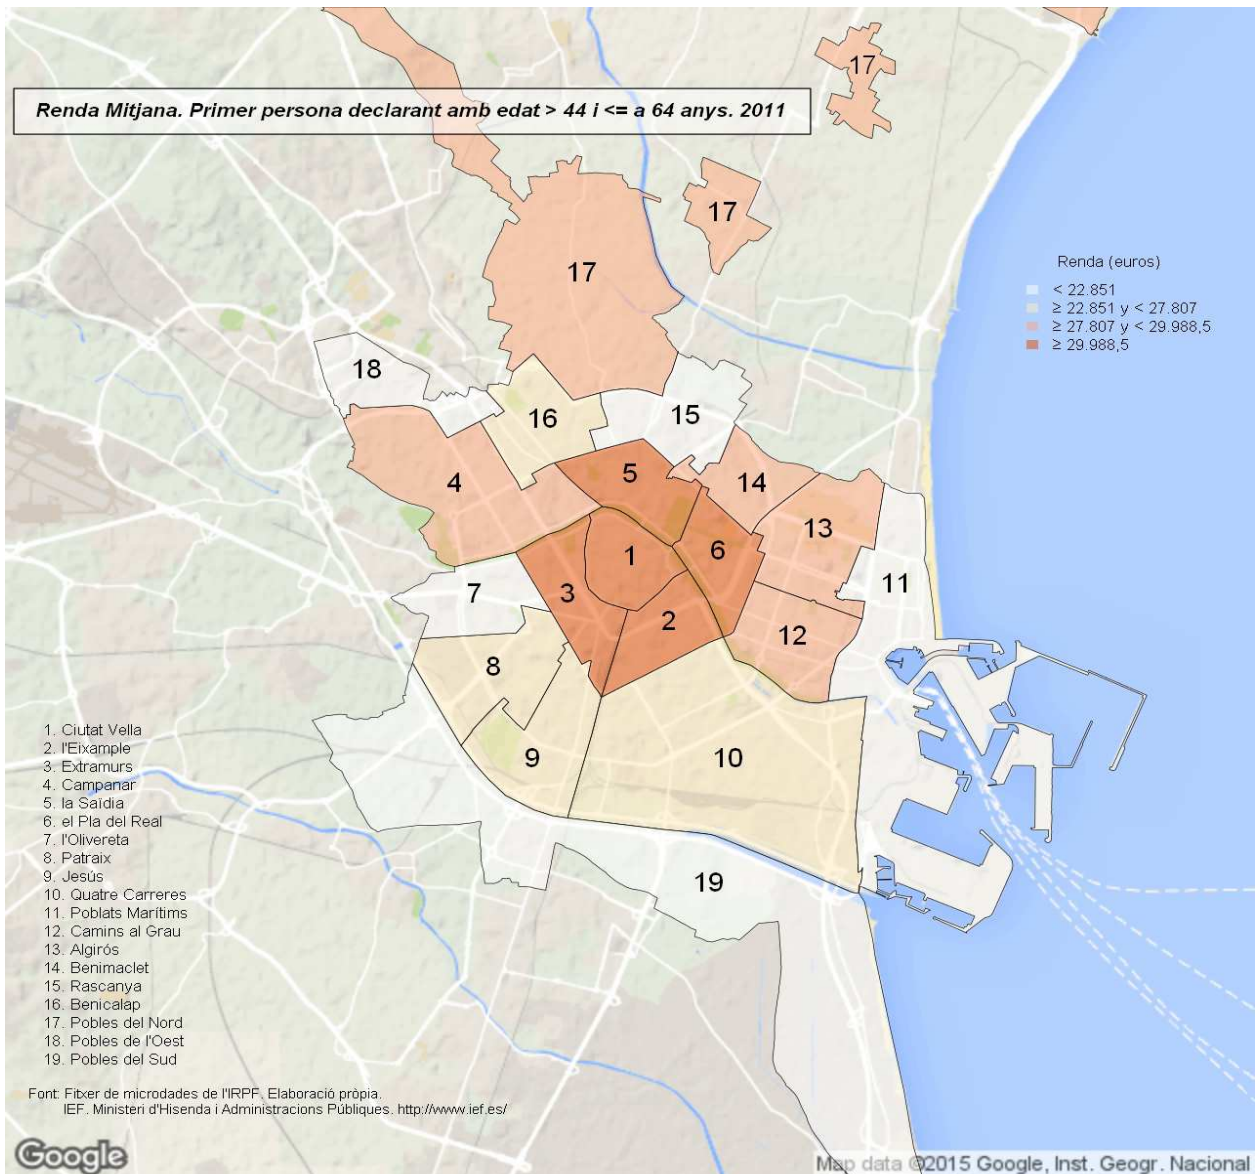 17
Renda Mitjana. Primer persona declarant amb edat > 44 i <= a 64 anys. 2011
17
17
Renda (euros)
< 22.851
≥ 22.851 y < 27.807
≥ 27.807 y < 29.988,5
≥ 29.988,5
18
16
15
5
4
14
13
6
1
11
7
3
2
12
8
9
10
19
1. Ciutat Vella
2. l'Eixample
3. Extramurs
4. Campanar
5. la Saïdia
6. el Pla del Real
7. l'Olivereta
8. Patraix
9. Jesús
10. Quatre Carreres
11. Poblats Marítims
12. Camins al Grau
13. Algirós
14. Benimaclet
15. Rascanya
16. Benicalap
17. Pobles del Nord
18. Pobles de l'Oest
19. Pobles del Sud
Font: Fitxer de microdades de l'IRPF. Elaboració pròpia.
IEF. Ministeri d'Hisenda i Administracions Públiques. http://www.ief.es/
Google
Map data ©2015 Google, Inst. Geogr. Nacional